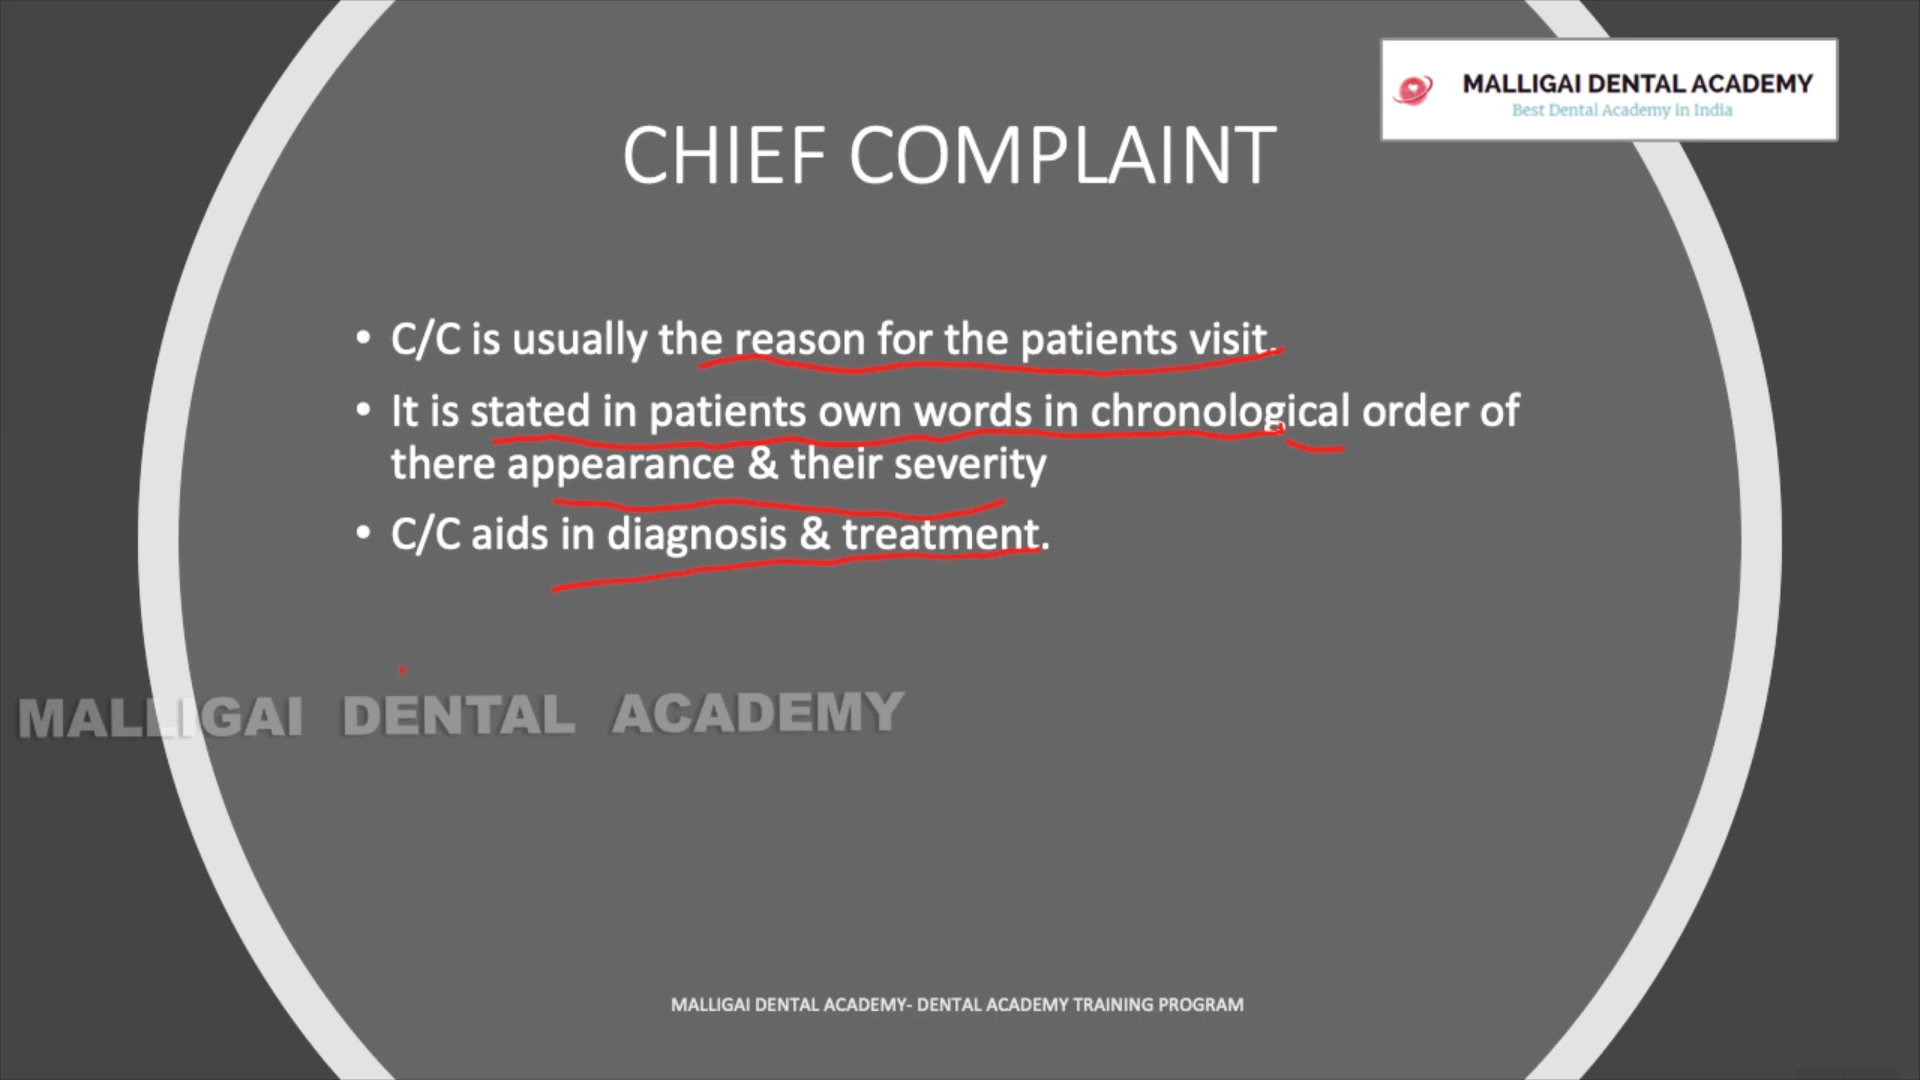 MALLIGAI DENTAL ACADEMY
Best Dental Academy in India
CHIEF COMPLAINT
• C/C is usually the reason for the patients visit.
• It is stated in patients own words in chronological order of
there appearance & their severity
• C/C aids in diagnosis & treatment.
MALLIGAI DENTAL ACADEMY
MALLIGAI DENTAL ACADEMY- DENTAL ACADEMY TRAINING PROGRAM